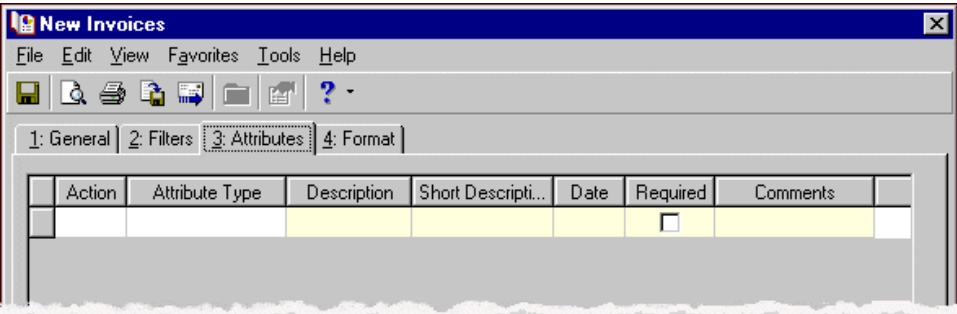 New Invoices
File Edit View Favorites Tools Help
?
1: General 2: Filters 3: Attributes 4: Format
Action Attribute Type Description Short Descripti... Date Required Comments